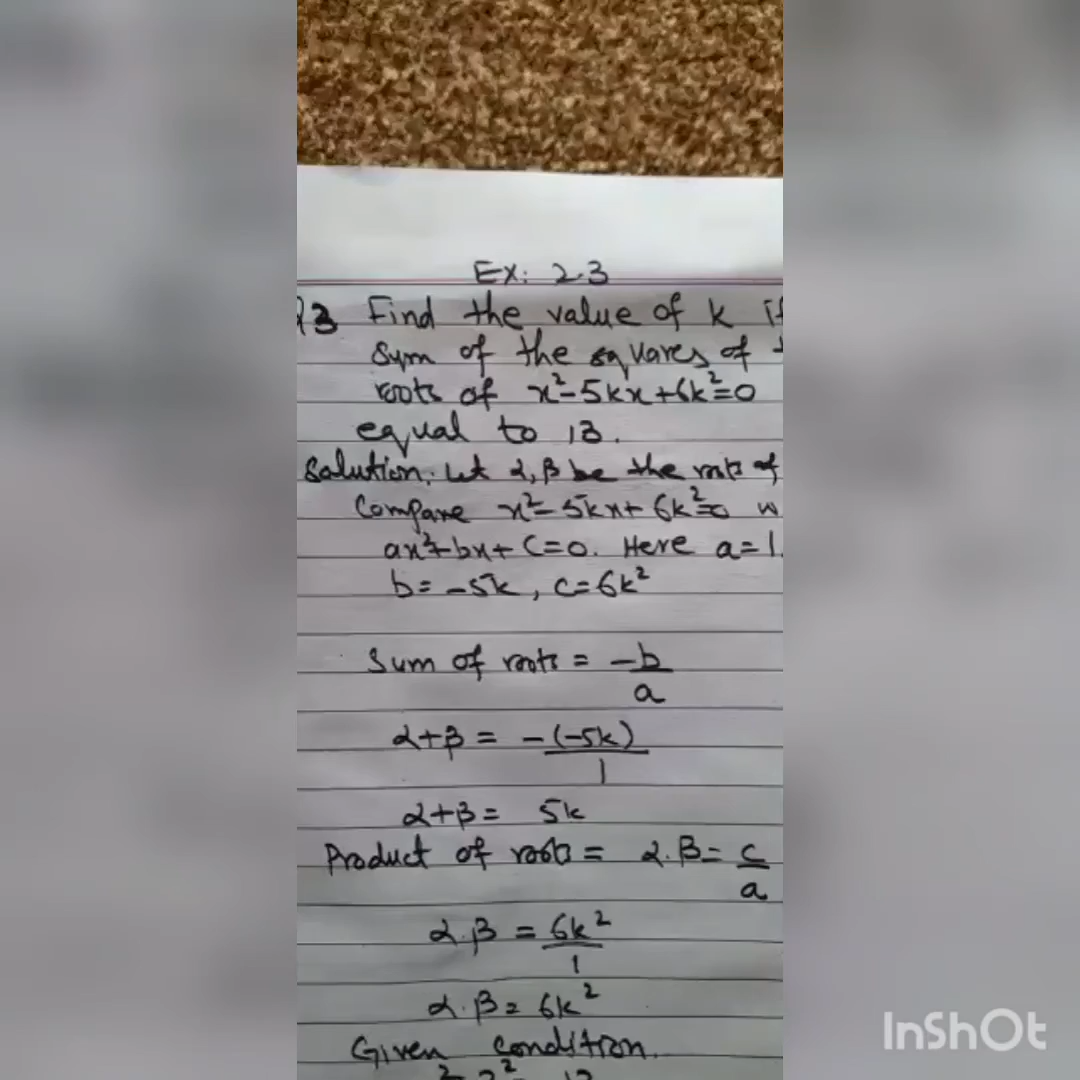 Ex: 2.3
3 Find the value of k if
sum of the squares of
roots of x²-5kx+6k²=0
equal to 13.
Solution: Let α, β be the roots of
Compare x²-5kx+6k²=0 w
ax²+bx+c=0. Here a=1,
b= -5k, c=6k²
Sum of roots = -b/a
α+β = -(-5k)/1
α+β = 5k
Product of roots = α.β = c/a
α.β = 6k²/1
α.β = 6k²
Given condition.
InShOt